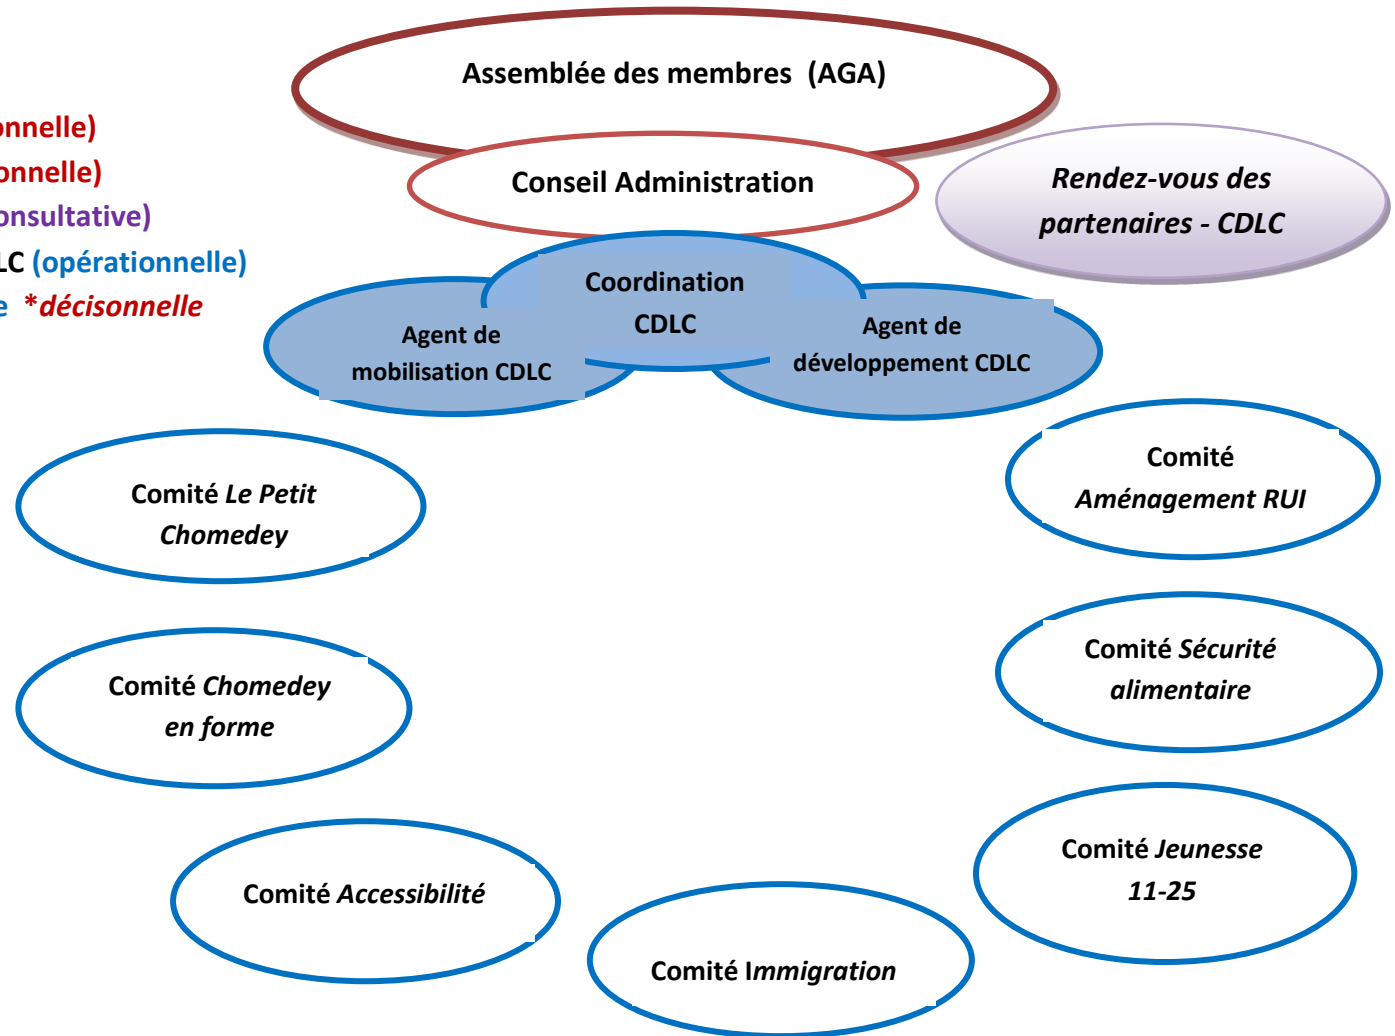 Assemblée des membres (AGA)
onnelle)
onnelle)
onsultative)
LC (opérationnelle)
e *décisonnelle
Conseil Administration
Rendez-vous des
partenaires - CDLC
Coordination
CDLC
Agent de
mobilisation CDLC
Agent de
développement CDLC
Comité Le Petit
Chomedey
Comité
Aménagement RUI
Comité Chomedey
en forme
Comité Sécurité
alimentaire
Comité Accessibilité
Comité Jeunesse
11-25
Comité Immigration